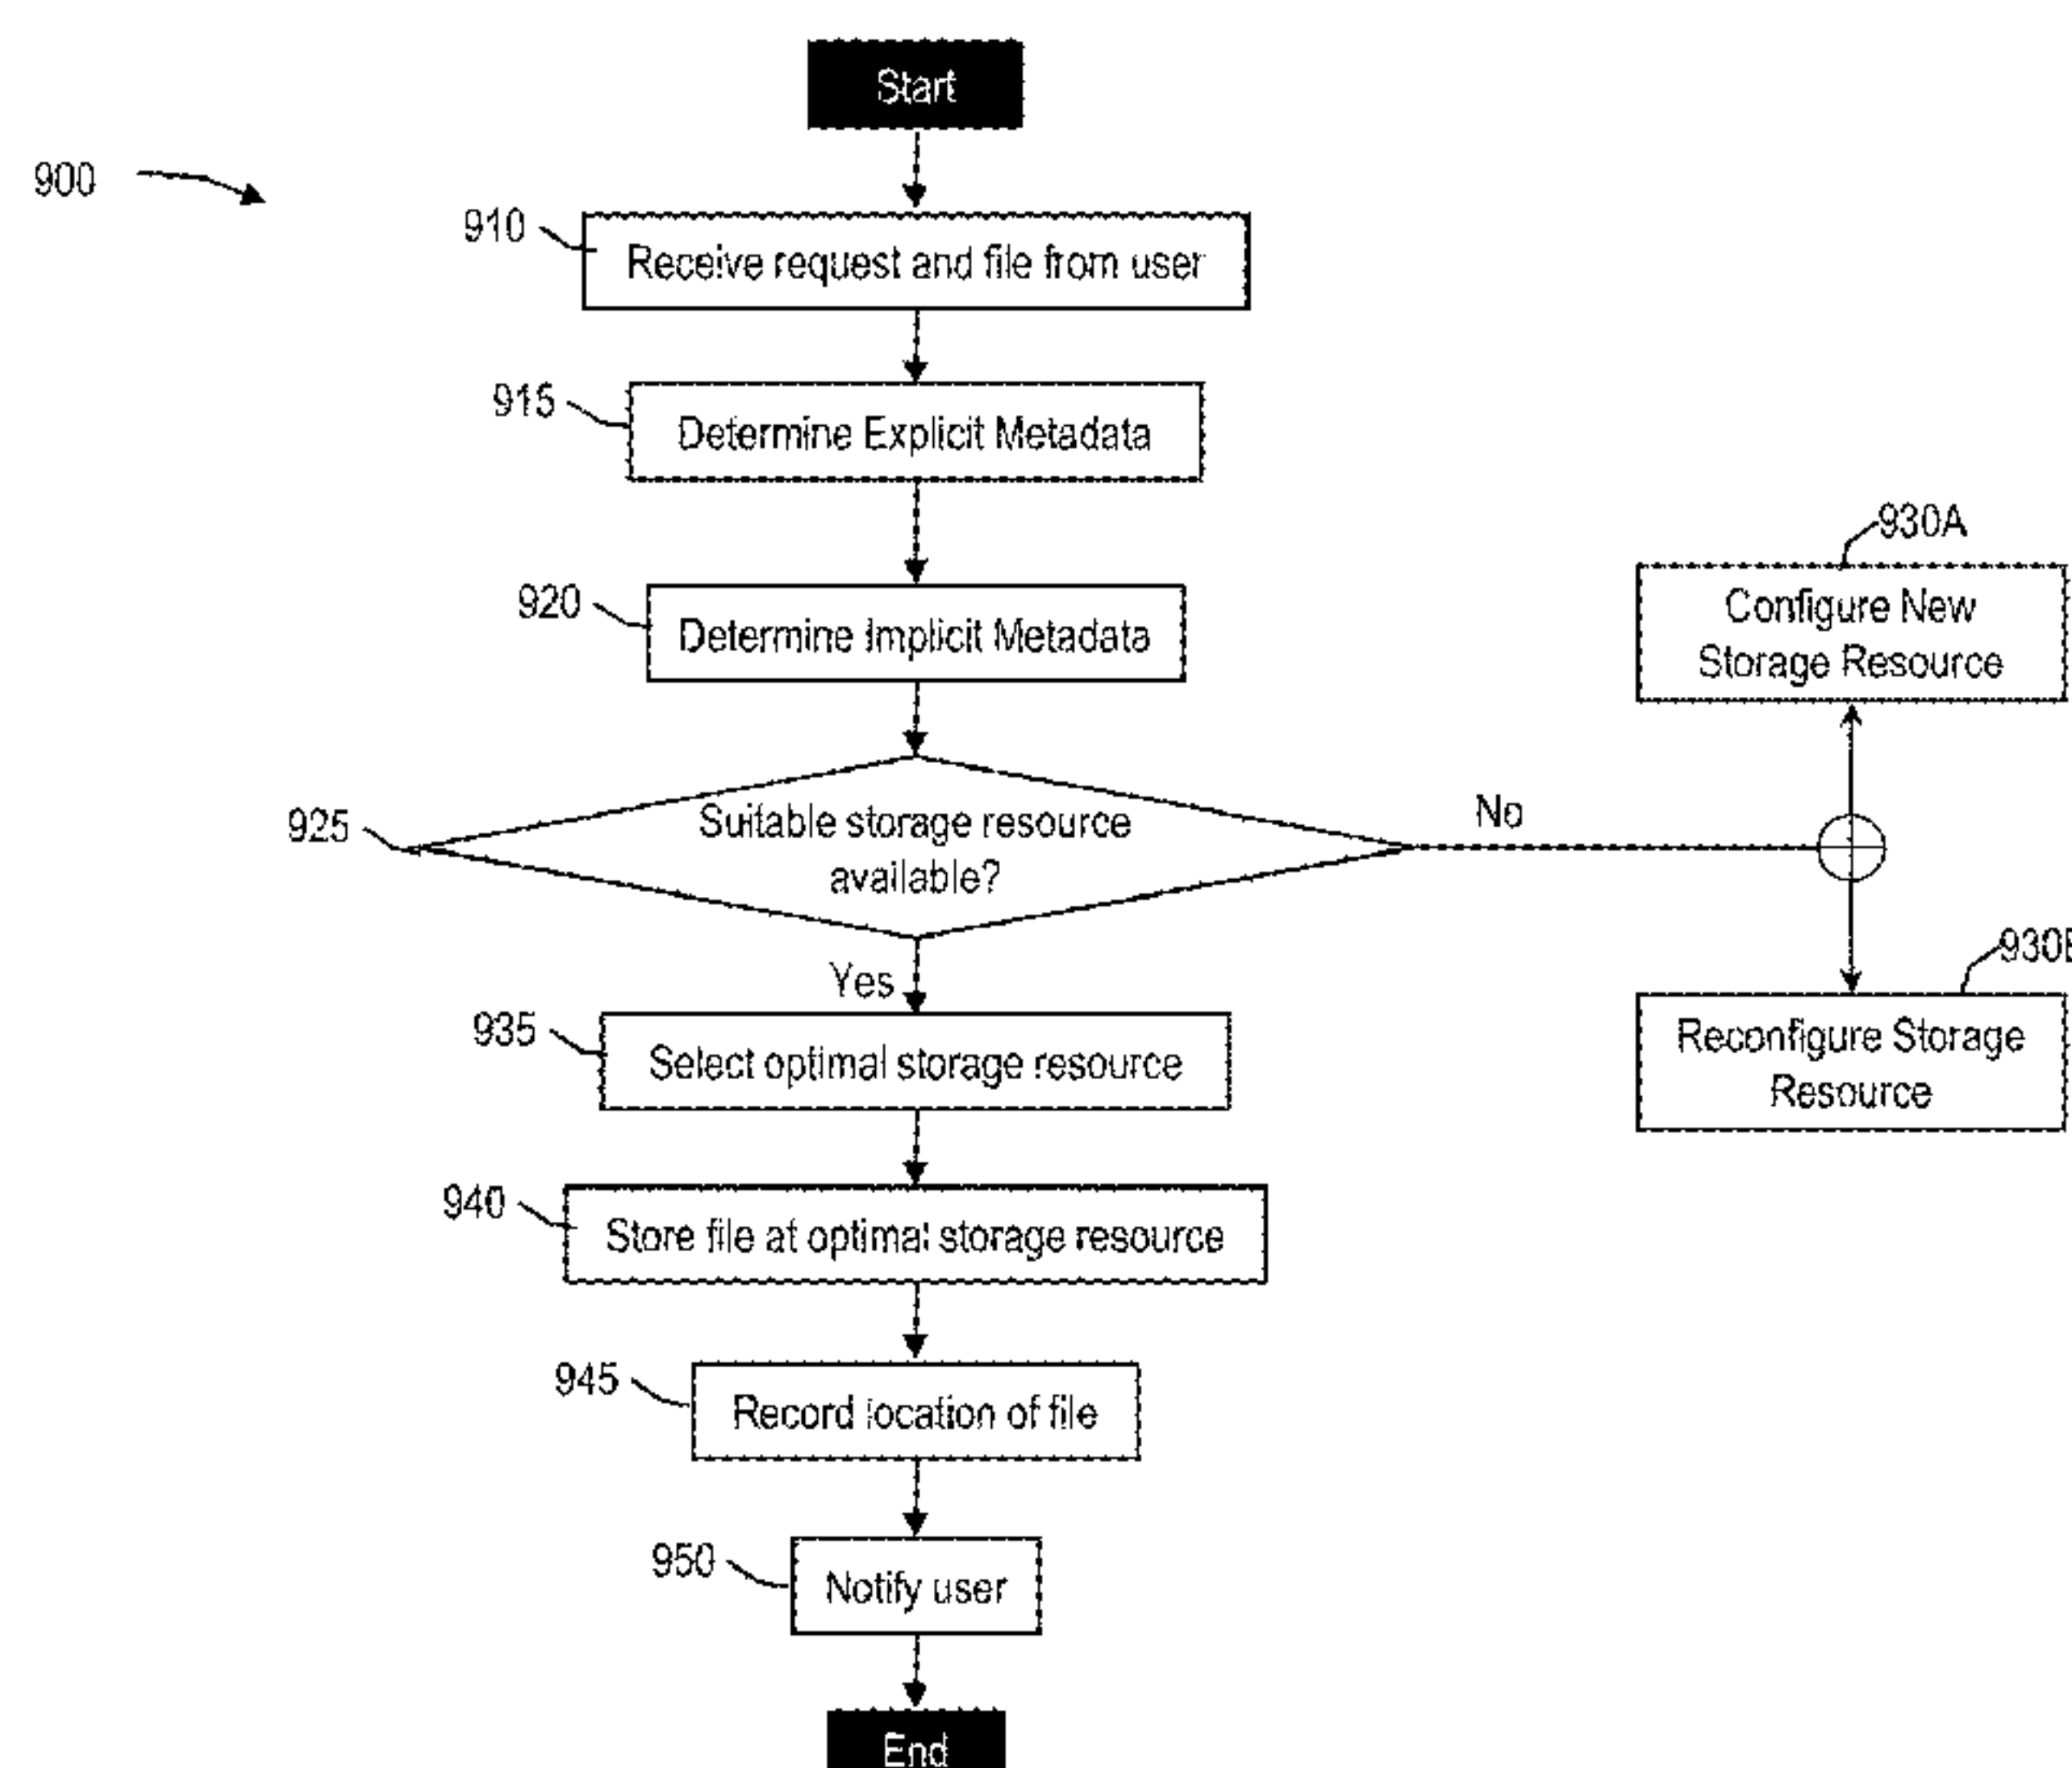 Start
900
910
Receive request and file from user
915
Determine Explicit Metadata
930A
920
Determine Implicit Metadata
Configure New
Storage Resource
925
Suitable storage resource
available?
No
Yes
930B
935
Select optimal storage resource
Reconfigure Storage
Resource
940
Store file at optimal storage resource
945
Record location of file
950
Notify user
End